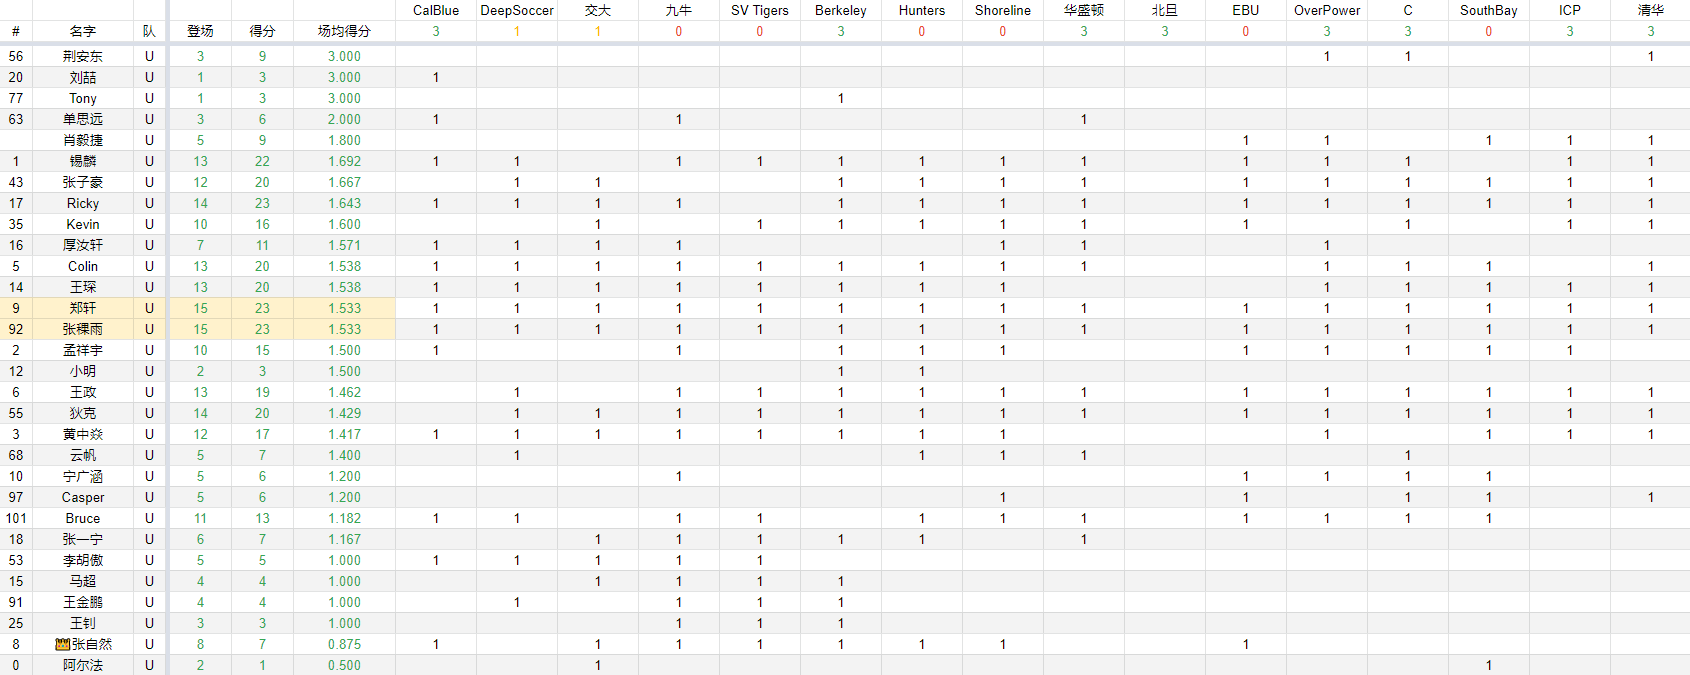 CalBlue DeepSoccer 交大 九牛 SV Tigers Berkeley Hunters Shoreline 华盛顿 北旦 EBU OverPower C SouthBay ICP 清华
# 名字 队 登场 得分 场均得分 3 1 1 0 0 3 0 0 3 3 0 3 3 0 3 3
56 荆安东 U 3 9 3.000 1 1 1
20 刘喆 U 1 3 3.000 1
77 Tony U 1 3 3.000 1
63 单思远 U 3 6 2.000 1 1 1
肖毅捷 U 5 9 1.800 1 1 1 1 1
1 锡麟 U 13 22 1.692 1 1 1 1 1 1 1 1 1 1 1 1 1
43 张子豪 U 12 20 1.667 1 1 1 1 1 1 1 1 1 1 1 1
17 Ricky U 14 23 1.643 1 1 1 1 1 1 1 1 1 1 1 1 1 1
35 Kevin U 10 16 1.600 1 1 1 1 1 1 1 1 1 1
16 厚汝轩 U 7 11 1.571 1 1 1 1 1 1 1
5 Colin U 13 20 1.538 1 1 1 1 1 1 1 1 1 1 1 1 1
14 王琛 U 13 20 1.538 1 1 1 1 1 1 1 1 1 1 1 1 1
9 郑轩 U 15 23 1.533 1 1 1 1 1 1 1 1 1 1 1 1 1 1 1
92 张稞雨 U 15 23 1.533 1 1 1 1 1 1 1 1 1 1 1 1 1 1 1
2 孟祥宇 U 10 15 1.500 1 1 1 1 1 1 1 1 1 1
12 小明 U 2 3 1.500 1 1
6 王政 U 13 19 1.462 1 1 1 1 1 1 1 1 1 1 1 1 1
55 狄克 U 14 20 1.429 1 1 1 1 1 1 1 1 1 1 1 1 1 1
3 黄中焱 U 12 17 1.417 1 1 1 1 1 1 1 1 1 1 1 1
68 云帆 U 5 7 1.400 1 1 1 1 1
10 宁广涵 U 5 6 1.200 1 1 1 1 1
97 Casper U 5 6 1.200 1 1 1 1 1
101 Bruce U 11 13 1.182 1 1 1 1 1 1 1 1 1 1 1
18 张一宁 U 6 7 1.167 1 1 1 1 1 1
53 李胡傲 U 5 5 1.000 1 1 1 1 1
15 马超 U 4 4 1.000 1 1 1 1
91 王金鹏 U 4 4 1.000 1 1 1 1
25 王钊 U 3 3 1.000 1 1 1
8 张自然 U 8 7 0.875 1 1 1 1 1 1 1 1
0 阿尔法 U 2 1 0.500 1 1